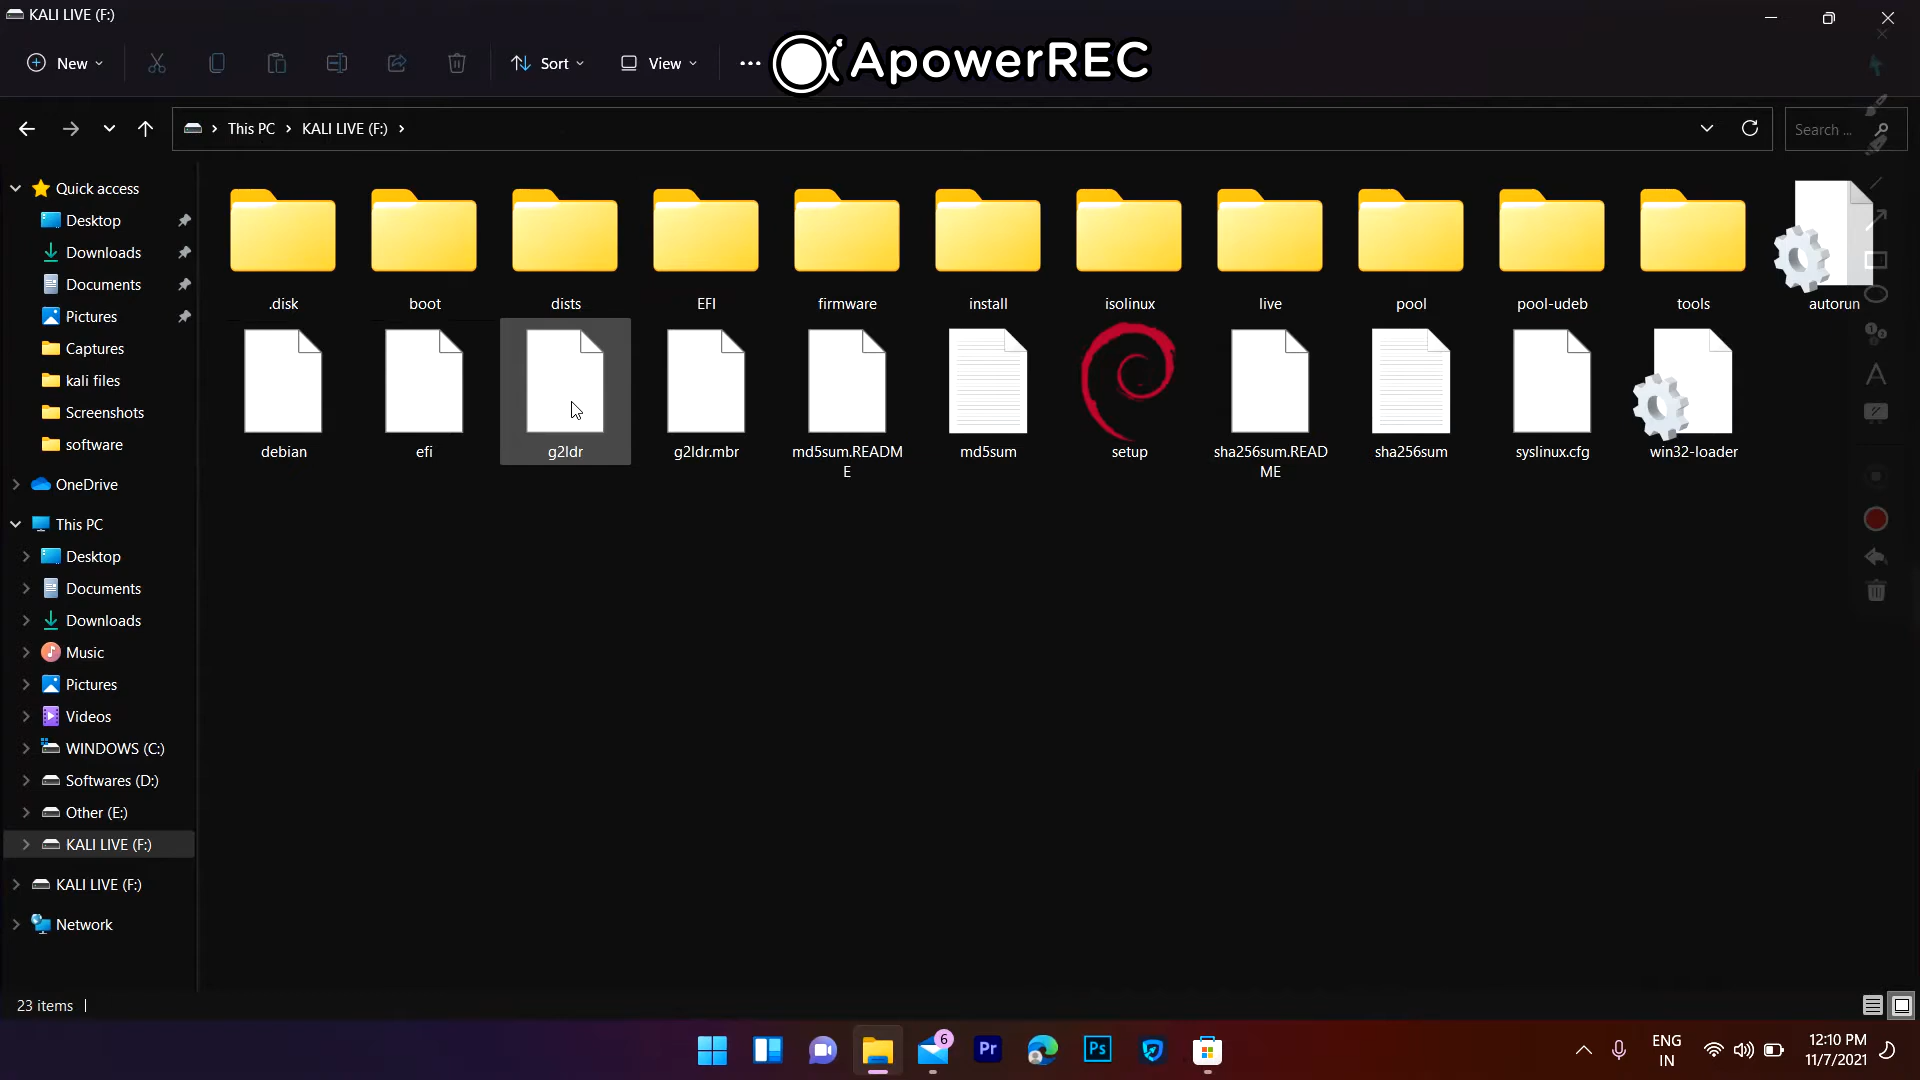 KALI LIVE (F:)
New
Sort
View
ApowerREC
This PC
KALI LIVE (F:)
Search ...
Quick access
Desktop
Downloads
Documents
Pictures
Captures
kali files
Screenshots
software
OneDrive
This PC
Desktop
Documents
Downloads
Music
Pictures
Videos
WINDOWS (C:)
Softwares (D:)
Other (E:)
KALI LIVE (F:)
KALI LIVE (F:)
Network
.disk
boot
dists
EFI
firmware
install
isolinux
live
pool
pool-udeb
tools
autorun
debian
efi
g2ldr
g2ldr.mbr
md5sum.READM
E
md5sum
setup
sha256sum.READ
ME
sha256sum
syslinux.cfg
win32-loader
A
23 items
6
Pr
Ps
ENG
IN
12:10 PM
11/7/2021